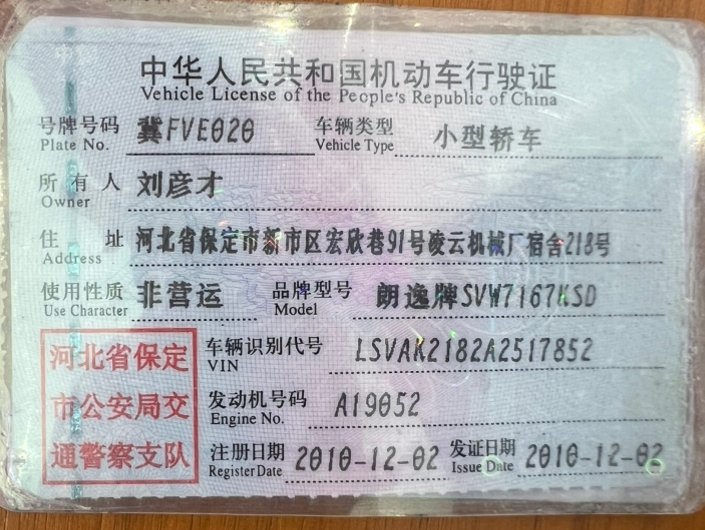 中华人民共和国机动车行驶证
Vehicle License of the People's Republic of China
号牌号码 冀FVE020 车辆类型 小型轿车
Plate No. Vehicle Type
所有人 刘彦才
Owner
住址 河北省保定市新市区宏欣巷91号凌云机械厂宿舍218号
Address
使用性质 非营运 品牌型号 朗逸牌SVW7167KSD
Use Character Model
河北省保定 车辆识别代号 LSVAK2182A2517852
VIN
市公安局交 发动机号码 A19052
Engine No.
通警察支队 注册日期 2010-12-02 发证日期 2010-12-02
Register Date Issue Date